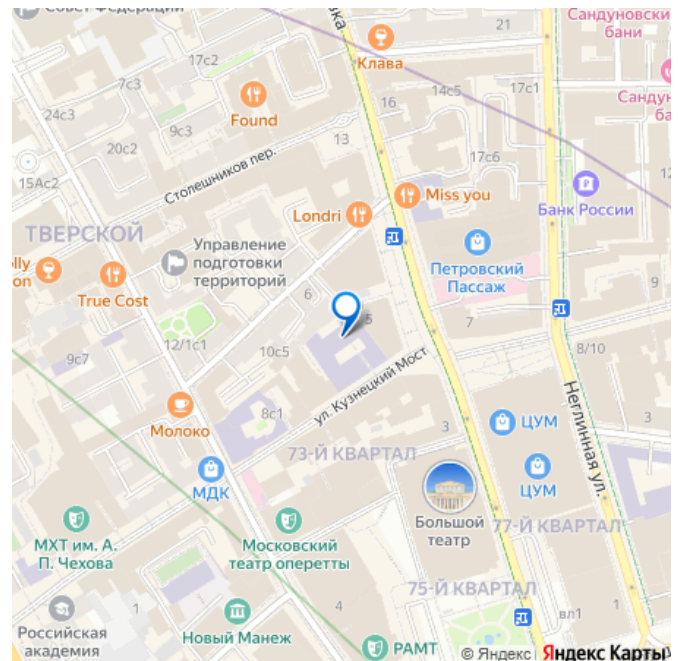 Совет Федерации
вка
21
Сандуновски
бани
Клава
17с2
7с3
14с5
17с1
Found
16
24с3
9с3
13
20с2
Столешников пер.
17с6
15Ас2
Miss you
Londri
Банк России
ТВЕРСКОЙ
Управление
подготовки
территорий
Петровский
Пассаж
True Cost
6
5
7
9
12/1с1
10с5
8/10
9с7
ул. Кузнецкий Мост
Молоко
8с1
3
3
ЦУМ
Неглинная ул.
73-Й КВАРТАЛ
МДК
ЦУМ
Большой
театр
77-Й КВАРТАЛ
МХТ им. А.
П. Чехова
Московский
театр оперетты
75-Й КВАРТАЛ
1
4
вл1
1
Российская
академия
Новый Манеж
РАМТ
© Яндекс
Яндекс Карты